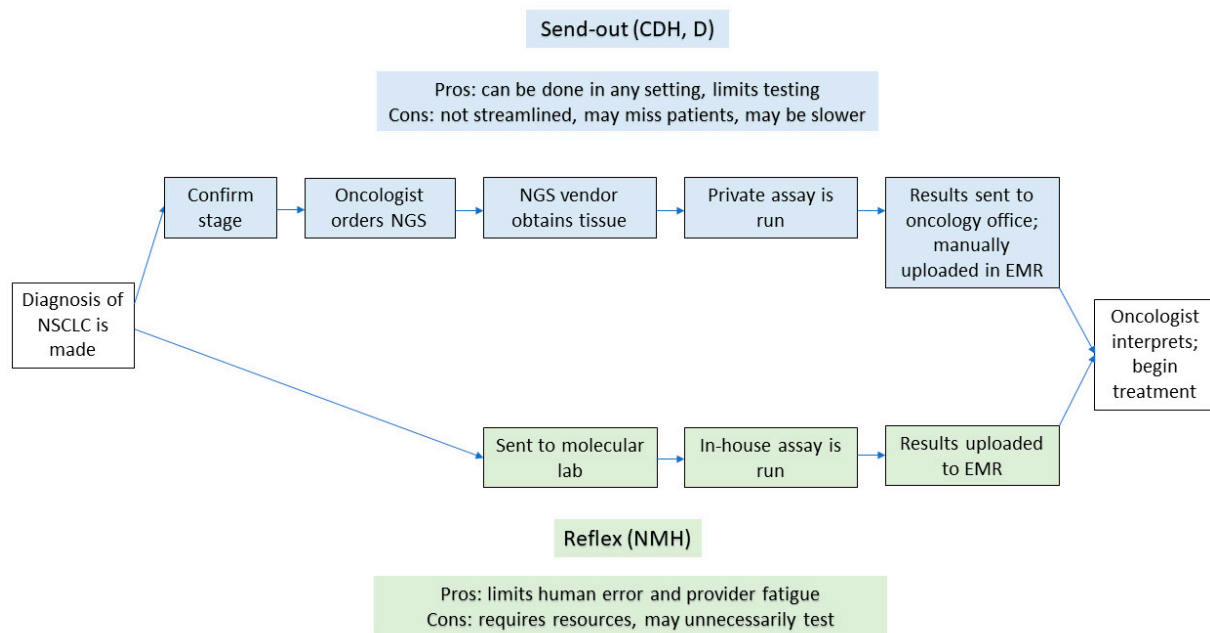 Send-out (CDH, D)
Pros: can be done in any setting, limits testing
Cons: not streamlined, may miss patients, may be slower
Confirm
stage
Oncologist
orders NGS
NGS vendor
obtains tissue
Private assay is
run
Results sent to
oncology office;
manually
uploaded in EMR
Diagnosis of
NSCLC is
made
Oncologist
interprets;
begin
treatment
Sent to molecular
lab
In-house assay is
run
Results uploaded
to EMR
Reflex (NMH)
Pros: limits human error and provider fatigue
Cons: requires resources, may unnecessarily test